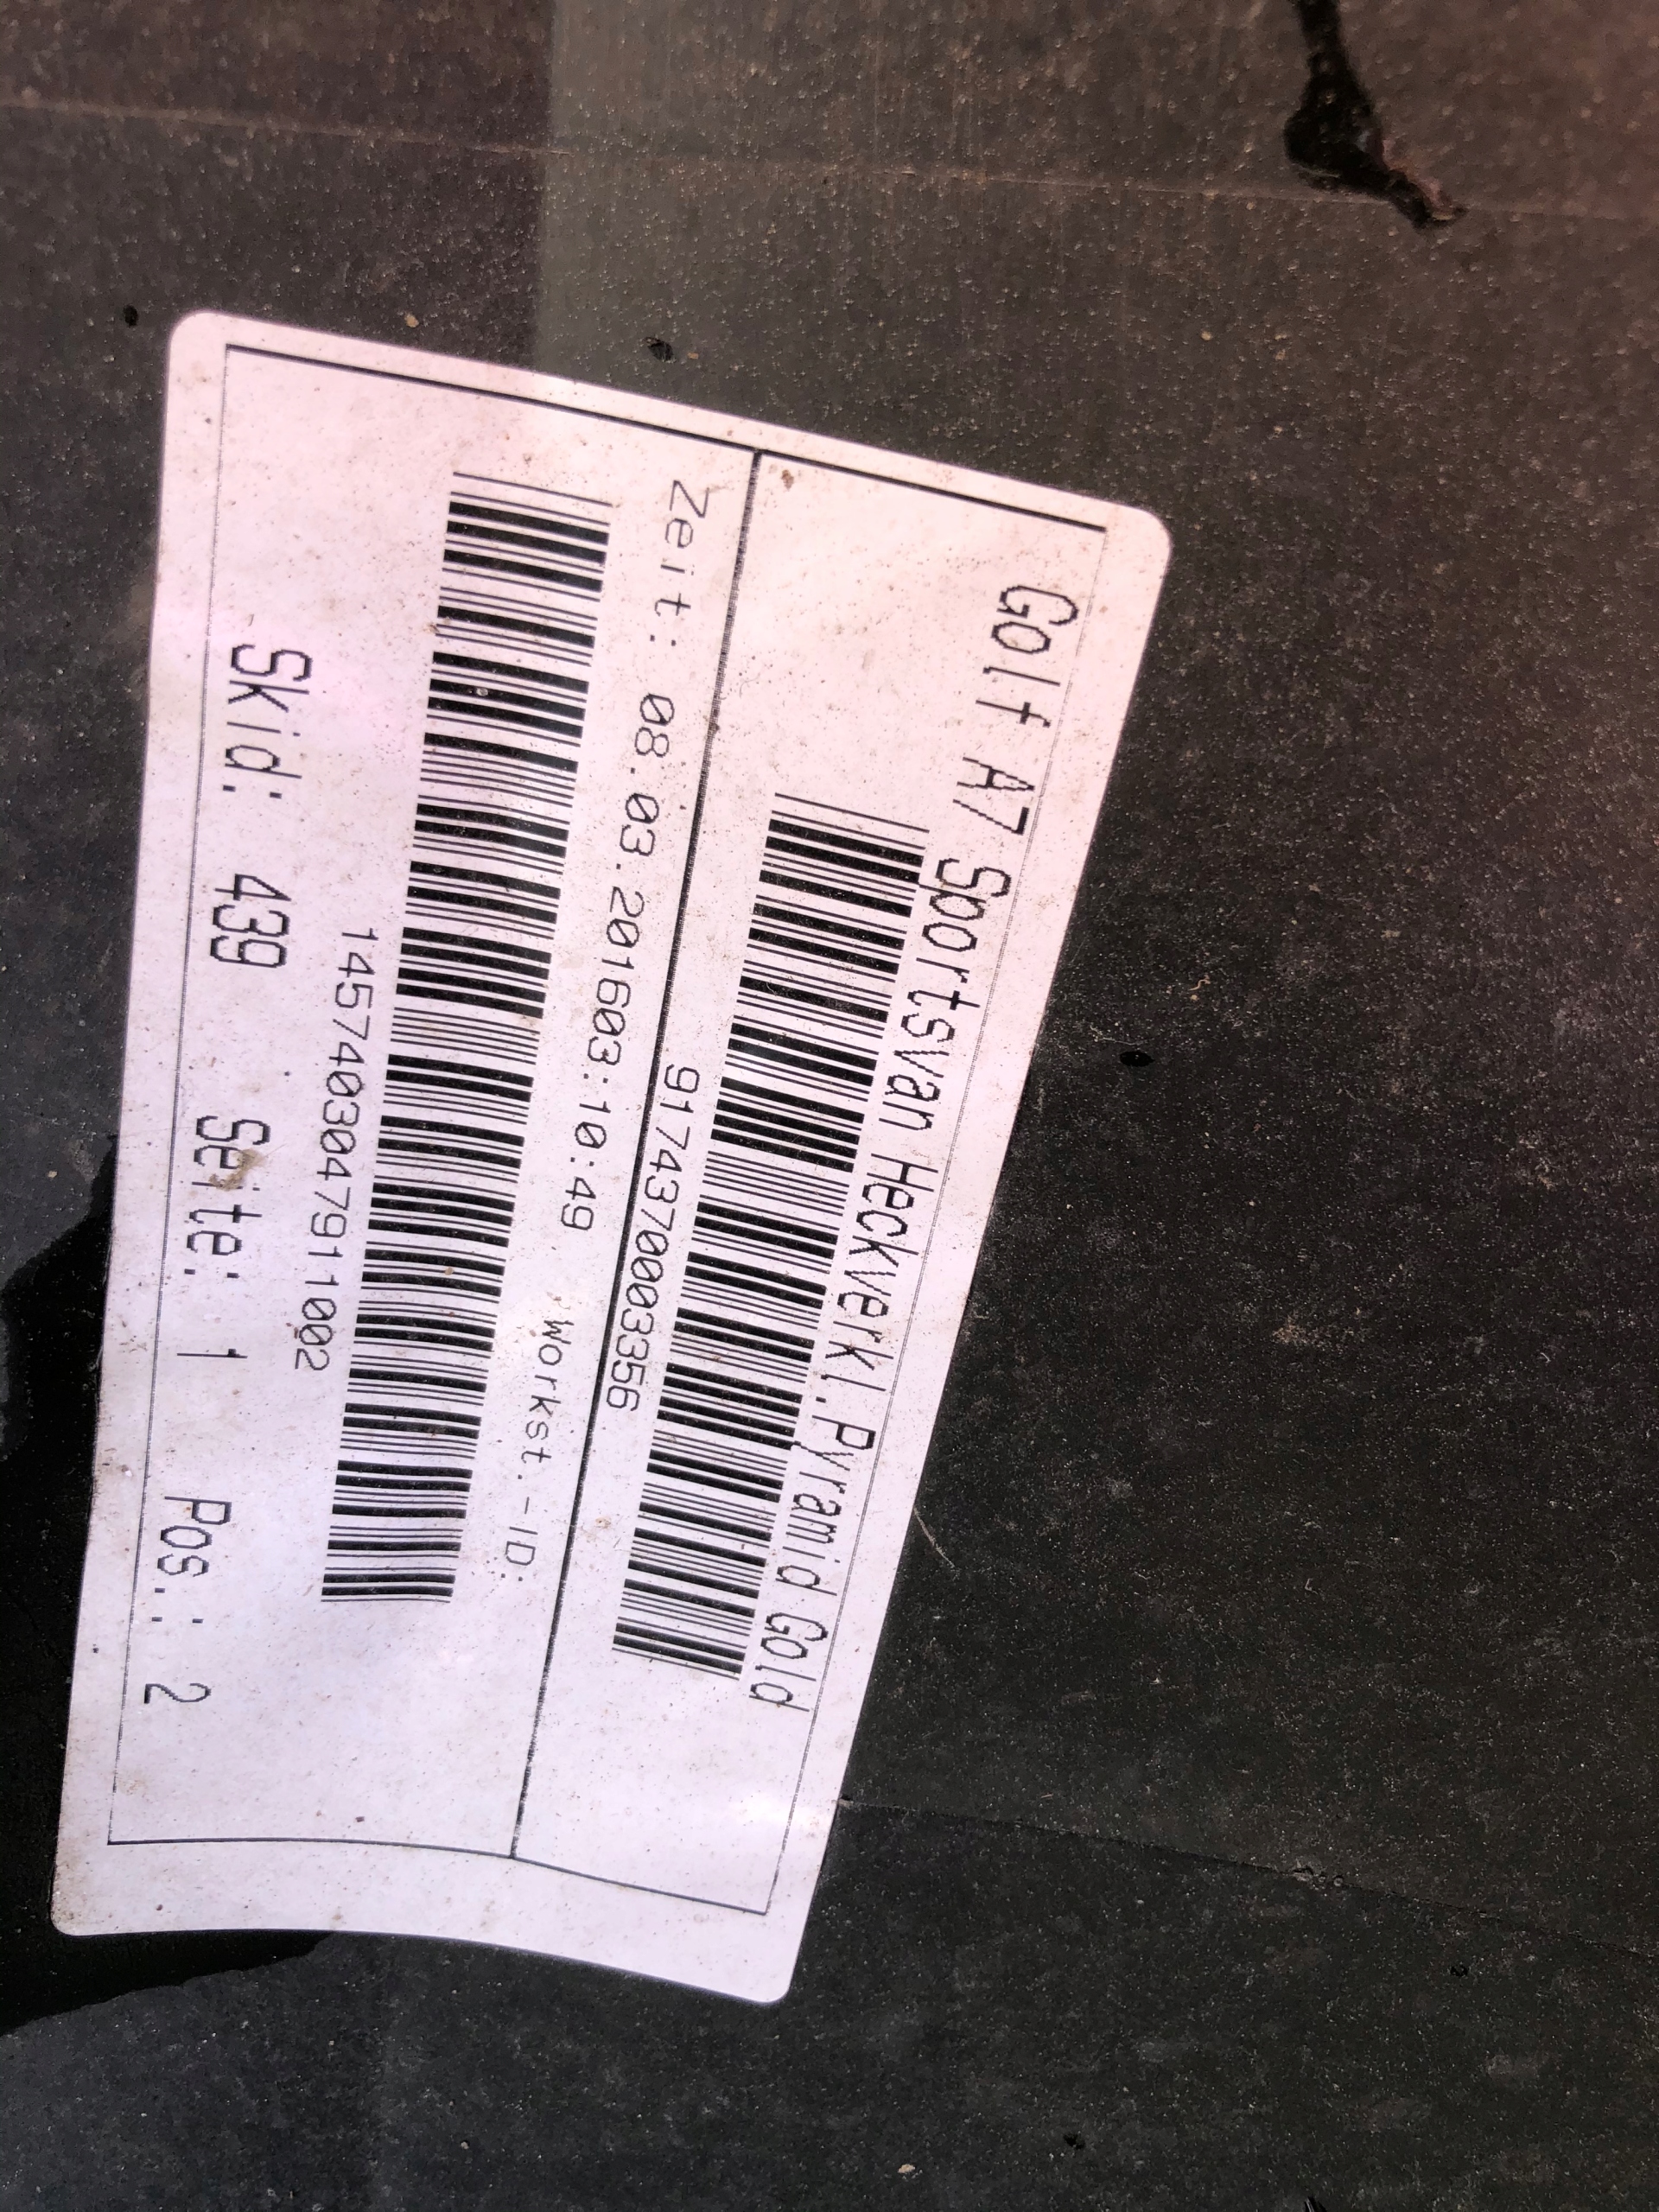 Golf A7 Sportsvan Heckverkl.Pyramid Gold
9174370003356
Zeit: 08.03.201603:10:49 Workst.-ID:
1457403047911002
Skid: 439 Seite: 1 Pos.: 2